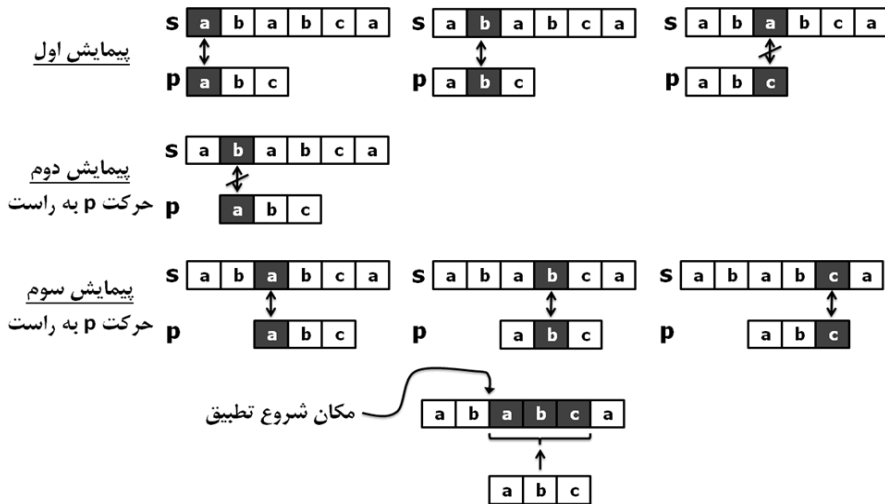 پیمایش اول
s a b a b c a
p a b c
s a b a b c a
p a b c
s a b a b c a
p a b c
پیمایش دوم
حرکت p به راست
s a b a b c a
p a b c
پیمایش سوم
حرکت p به راست
s a b a b c a
p a b c
s a b a b c a
p a b c
s a b a b c a
p a b c
مکان شروع تطبیق
a b a b c a
a b c